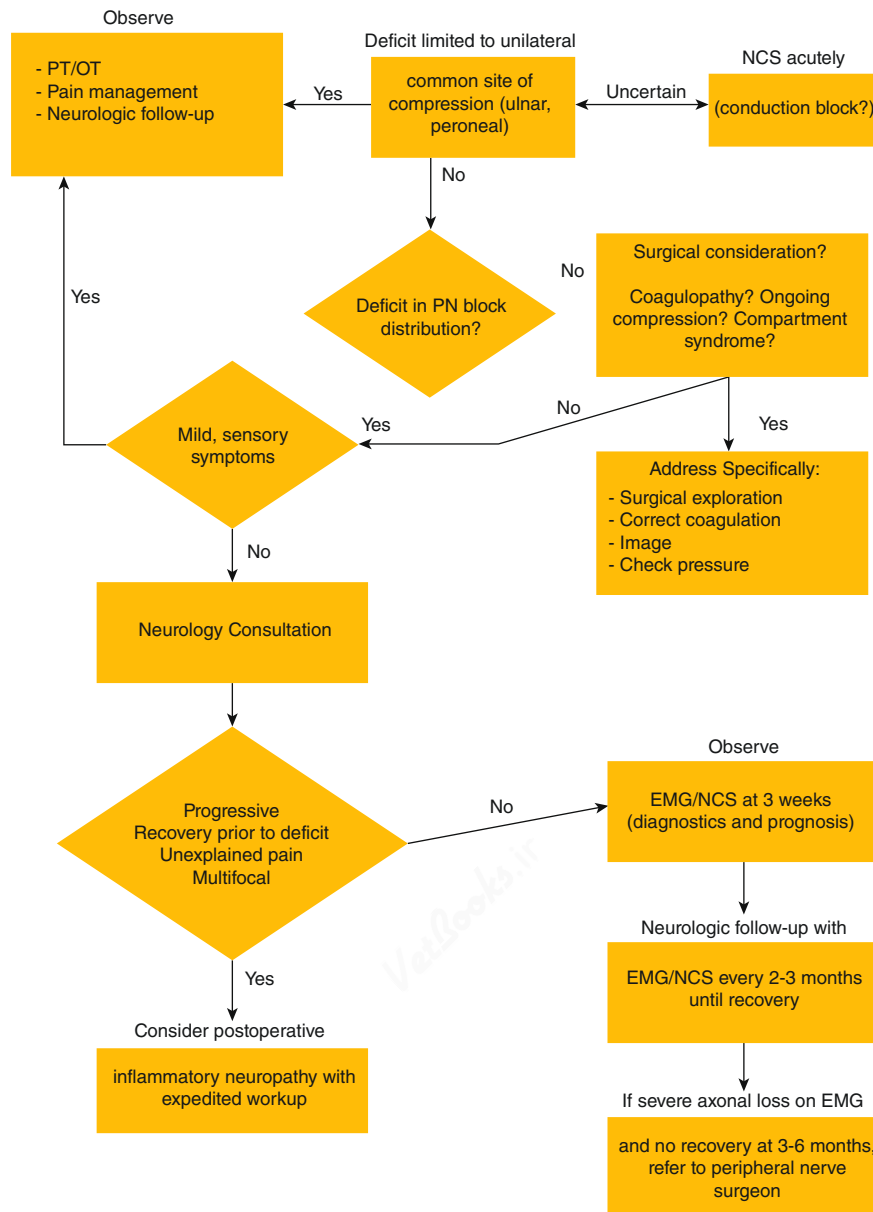 Observe
- PT/OT
- Pain management
- Neurologic follow-up
Yes
Deficit limited to unilateral
common site of
compression (ulnar,
peroneal)
Uncertain
NCS acutely
(conduction block?)
No
Deficit in PN block
distribution?
No
Surgical consideration?
Coagulopathy? Ongoing
compression? Compartment
syndrome?
Yes
Mild, sensory
symptoms
Yes
No
Yes
Address Specifically:
- Surgical exploration
- Correct coagulation
- Image
- Check pressure
No
Neurology Consultation
Progressive
Recovery prior to deficit
Unexplained pain
Multifocal
No
Observe
EMG/NCS at 3 weeks
(diagnostics and prognosis)
Neurologic follow-up with
EMG/NCS every 2-3 months
until recovery
Yes
Consider postoperative
inflammatory neuropathy with
expedited workup
If severe axonal loss on EMG
and no recovery at 3-6 months,
refer to peripheral nerve
surgeon
VetBooks.ir